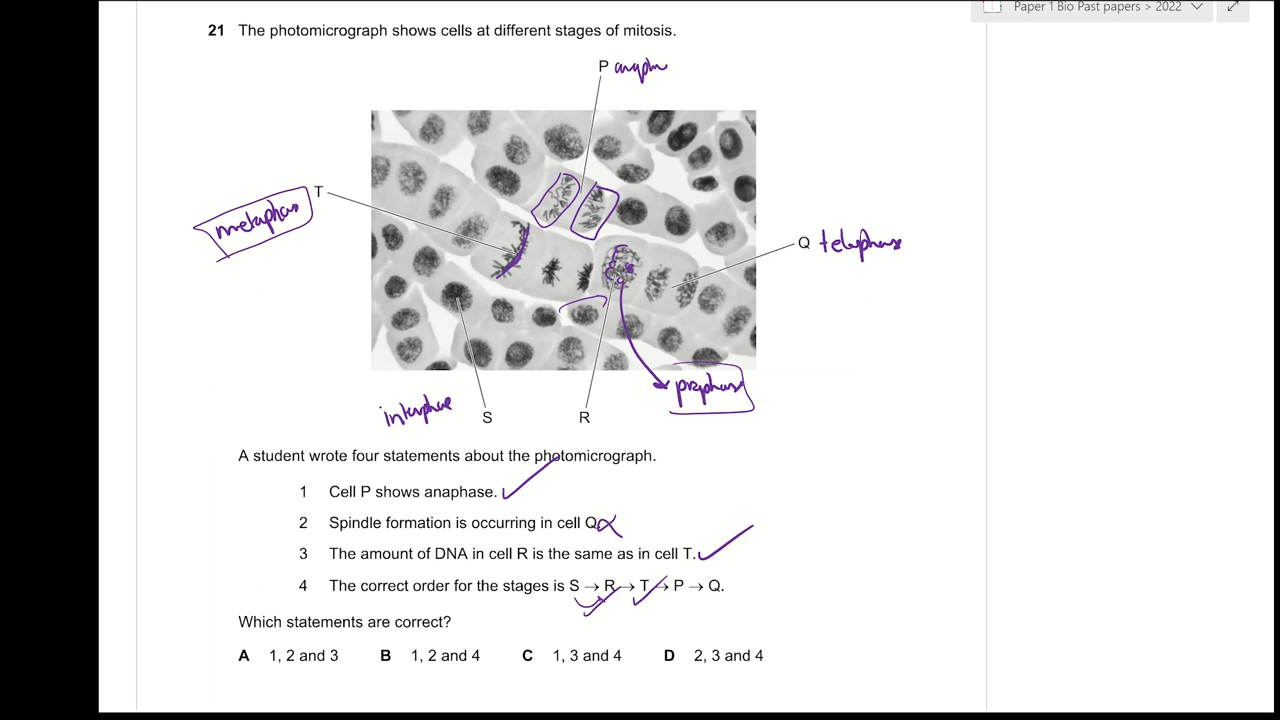 Paper 1 Bio Past papers > 2022
21 The photomicrograph shows cells at different stages of mitosis.
P
T
metaphas
Q telephase
interphase
S
R
prophase
A student wrote four statements about the photomicrograph.
1 Cell P shows anaphase.
2 Spindle formation is occurring in cell Q
3 The amount of DNA in cell R is the same as in cell T.
4 The correct order for the stages is S → R → T → P → Q.
Which statements are correct?
A 1, 2 and 3 B 1, 2 and 4 C 1, 3 and 4 D 2, 3 and 4